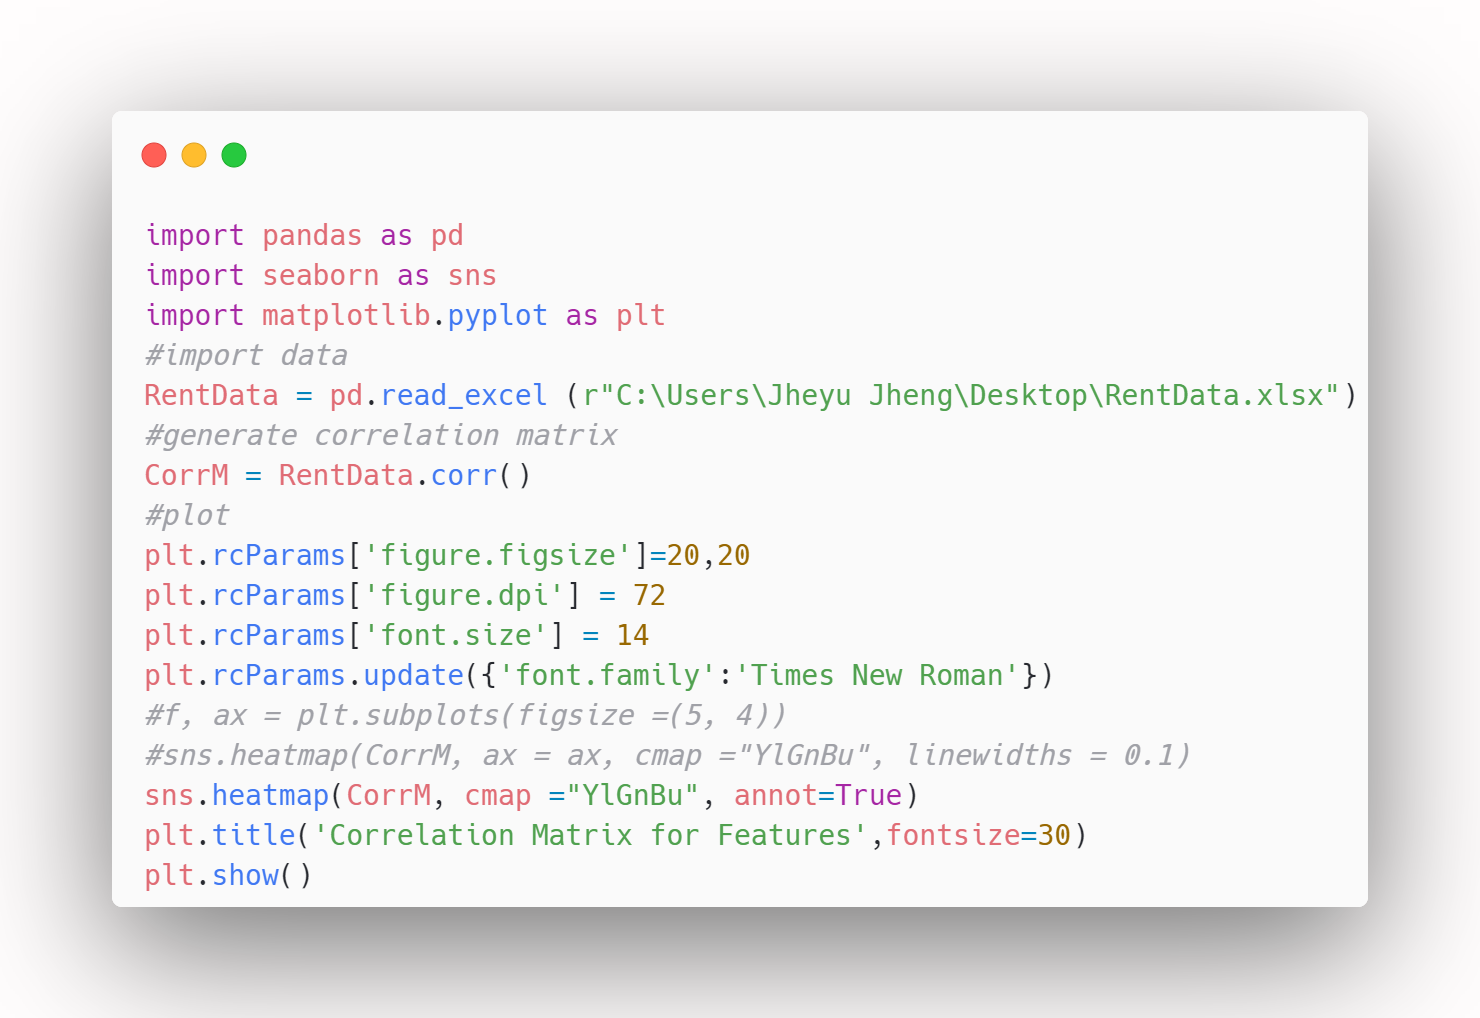 import pandas as pd
import seaborn as sns
import matplotlib.pyplot as plt
#import data
RentData = pd.read_excel (r"C:\Users\Jheyu Jheng\Desktop\RentData.xlsx")
#generate correlation matrix
CorrM = RentData.corr()
#plot
plt.rcParams['figure.figsize']=20,20
plt.rcParams['figure.dpi'] = 72
plt.rcParams['font.size'] = 14
plt.rcParams.update({'font.family':'Times New Roman'})
#f, ax = plt.subplots(figsize =(5, 4))
#sns.heatmap(CorrM, ax = ax, cmap ="YlGnBu", linewidths = 0.1)
sns.heatmap(CorrM, cmap ="YlGnBu", annot=True)
plt.title('Correlation Matrix for Features',fontsize=30)
plt.show()